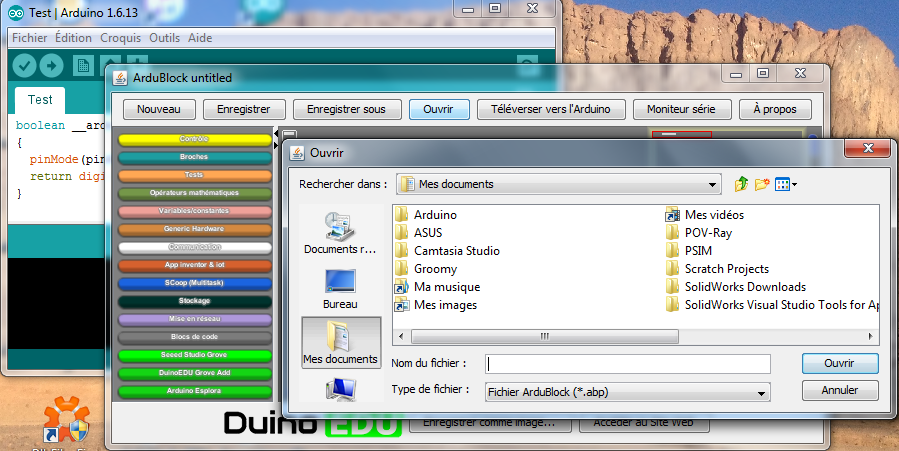 Test | Arduino 1.6.13
Fichier Édition Croquis Outils Aide
Test
boolean __ard
{
pinMode(pin
return digi
}
ArduBlock untitled
Nouveau Enregistrer Enregistrer sous Ouvrir Téléverser vers l'Arduino Moniteur série À propos
Contrôle
Broches
Tests
Opérateurs mathématiques
Variables/constantes
Generic Hardware
Communication
App inventor & iot
SCoop (Multitask)
Stockage
Mise en réseau
Blocs de code
Seeed Studio Grove
DuinoEDU Grove Add
Arduino Esplora
Ouvrir
Rechercher dans : Mes documents
Documents r...
Bureau
Mes documents
Arduino
ASUS
Camtasia Studio
Groomy
Ma musique
Mes images
Mes vidéos
POV-Ray
PSIM
Scratch Projects
SolidWorks Downloads
SolidWorks Visual Studio Tools for Ap
Nom du fichier : Ouvrir
Type de fichier : Fichier ArduBlock (*.abp) Annuler
Duino EDU Enregistrer comme image... Accéder au Site Web